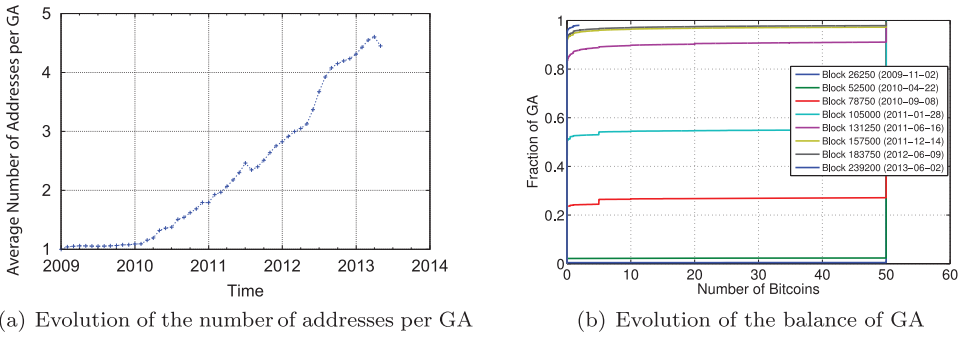 5
4
3
2
1
2009
2010
2011
2012
2013
2014
Average Number of Addresses per GA
Time
(a) Evolution of the number of addresses per GA
1
0.8
0.6
0.4
0.2
0
0
10
20
30
40
50
60
Fraction of GA
Number of Bitcoins
Block 26250 (2009−11−02)
Block 52500 (2010−04−22)
Block 78750 (2010−09−08)
Block 105000 (2011−01−28)
Block 131250 (2011−06−16)
Block 157500 (2011−12−14)
Block 183750 (2012−06−09)
Block 239200 (2013−06−02)
(b) Evolution of the balance of GA